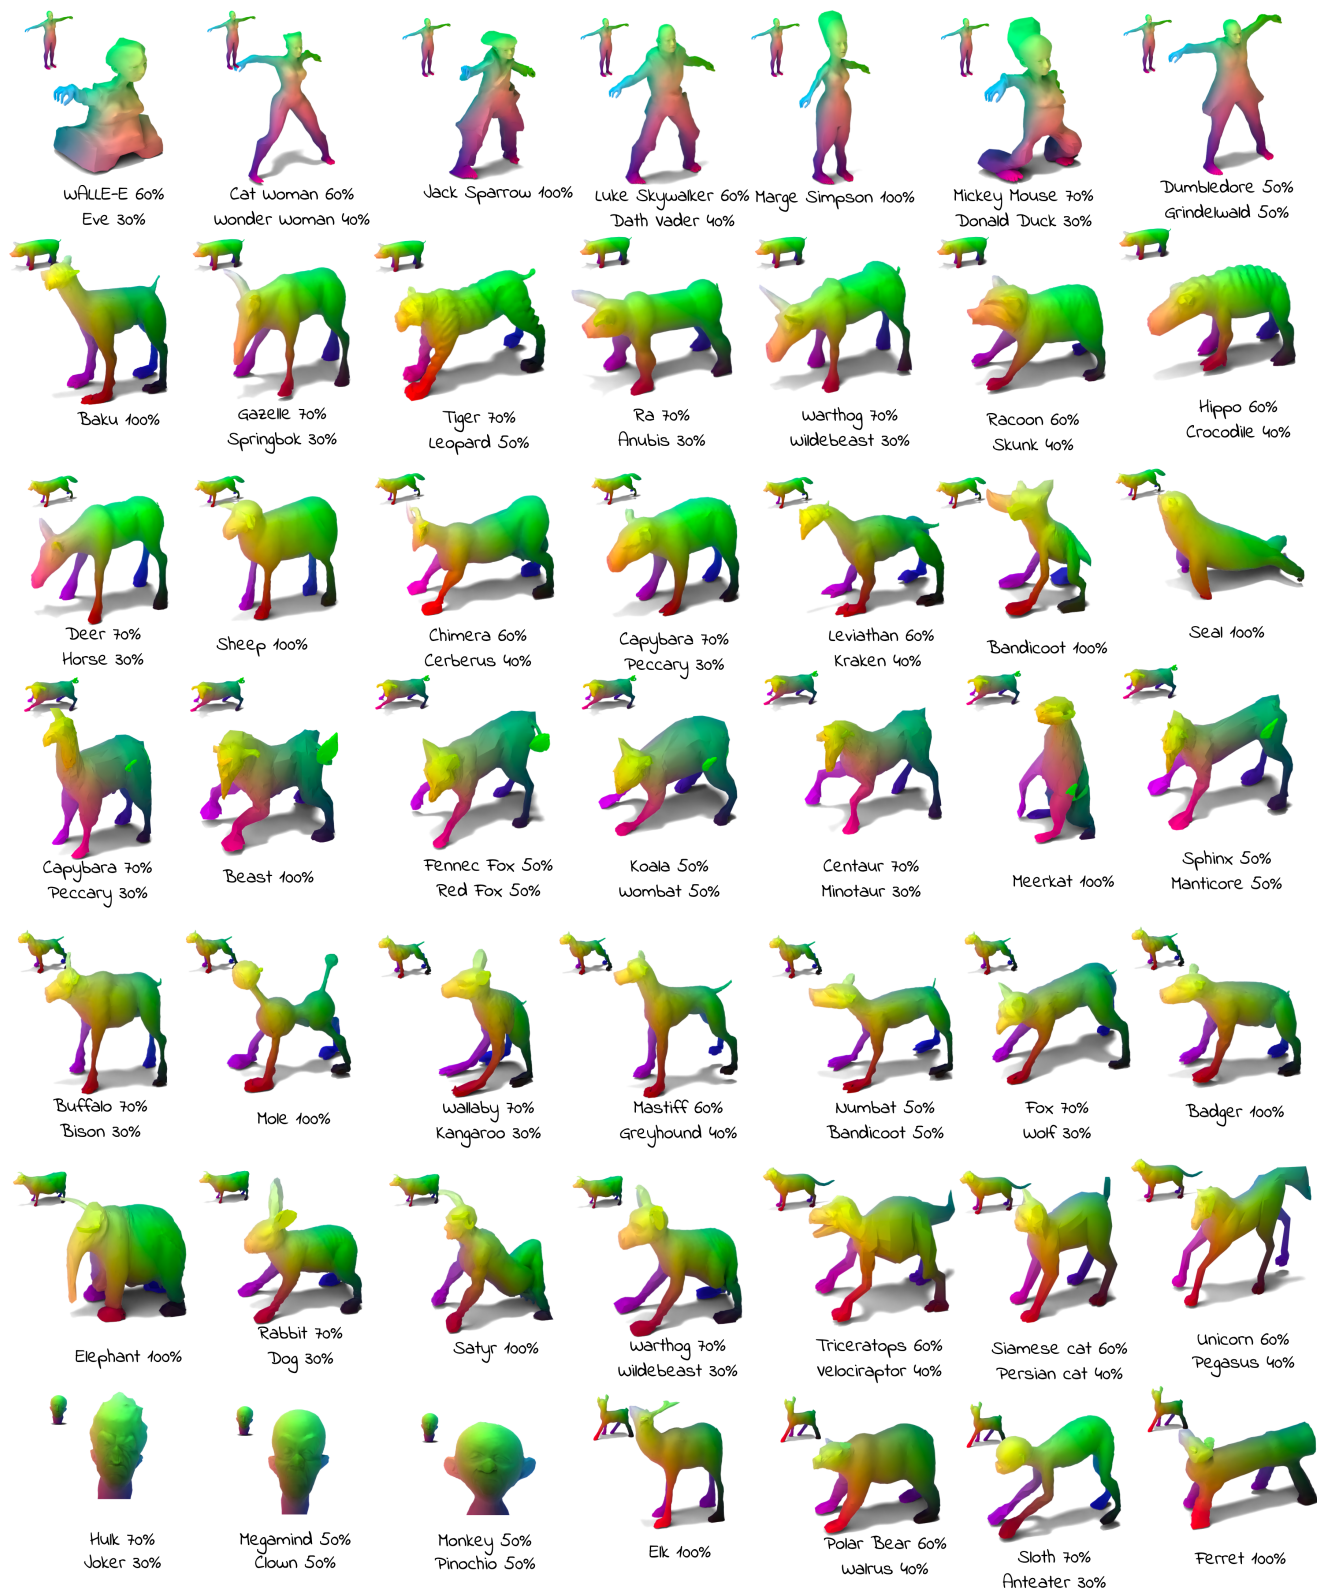 WALLE-E 60%
Eve 30%
Cat Woman 60%
Wonder Woman 40%
Jack Sparrow 100%
Luke Skywalker 60%
Dath Vader 40%
Marge Simpson 100%
Mickey Mouse 70%
Donald Duck 30%
Dumbledore 50%
Grindelwald 50%
Baku 100%
Gazelle 70%
Springbok 30%
Tiger 70%
Leopard 50%
Ra 70%
Anubis 30%
Warthog 70%
Wildebeast 30%
Racoon 60%
Skunk 40%
Hippo 60%
Crocodile 40%
Deer 70%
Horse 30%
Sheep 100%
Chimera 60%
Cerberus 40%
Capybara 70%
Peccary 30%
Leviathan 60%
Kraken 40%
Bandicoot 100%
Seal 100%
Capybara 70%
Peccary 30%
Beast 100%
Fennec Fox 50%
Red Fox 50%
Koala 50%
Wombat 50%
Centaur 70%
Minotaur 30%
Meerkat 100%
Sphinx 50%
Manticore 50%
Buffalo 70%
Bison 30%
Mole 100%
Wallaby 70%
Kangaroo 30%
Mastiff 60%
Greyhound 40%
Numbat 50%
Bandicoot 50%
Fox 70%
Wolf 30%
Badger 100%
Elephant 100%
Rabbit 70%
Dog 30%
Satyr 100%
Warthog 70%
Wildebeast 30%
Triceratops 60%
Velociraptor 40%
Siamese cat 60%
Persian cat 40%
Unicorn 60%
Pegasus 40%
Hulk 70%
Joker 30%
Megamind 50%
Clown 50%
Monkey 50%
Pinochio 50%
Elk 100%
Polar Bear 60%
Walrus 40%
Sloth 70%
Anteater 30%
Ferret 100%